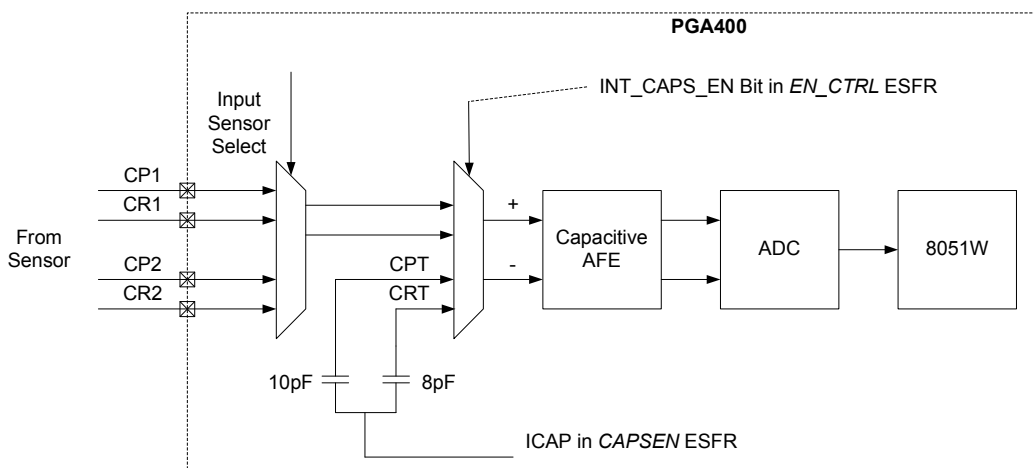 PGA400
INT_CAPS_EN Bit in EN_CTRL ESFR
Input
Sensor
Select
CP1
CR1
From
Sensor
CP2
CR2
CPT
CRT
+
-
Capacitive
AFE
ADC
8051W
10pF
8pF
ICAP in CAPSEN ESFR